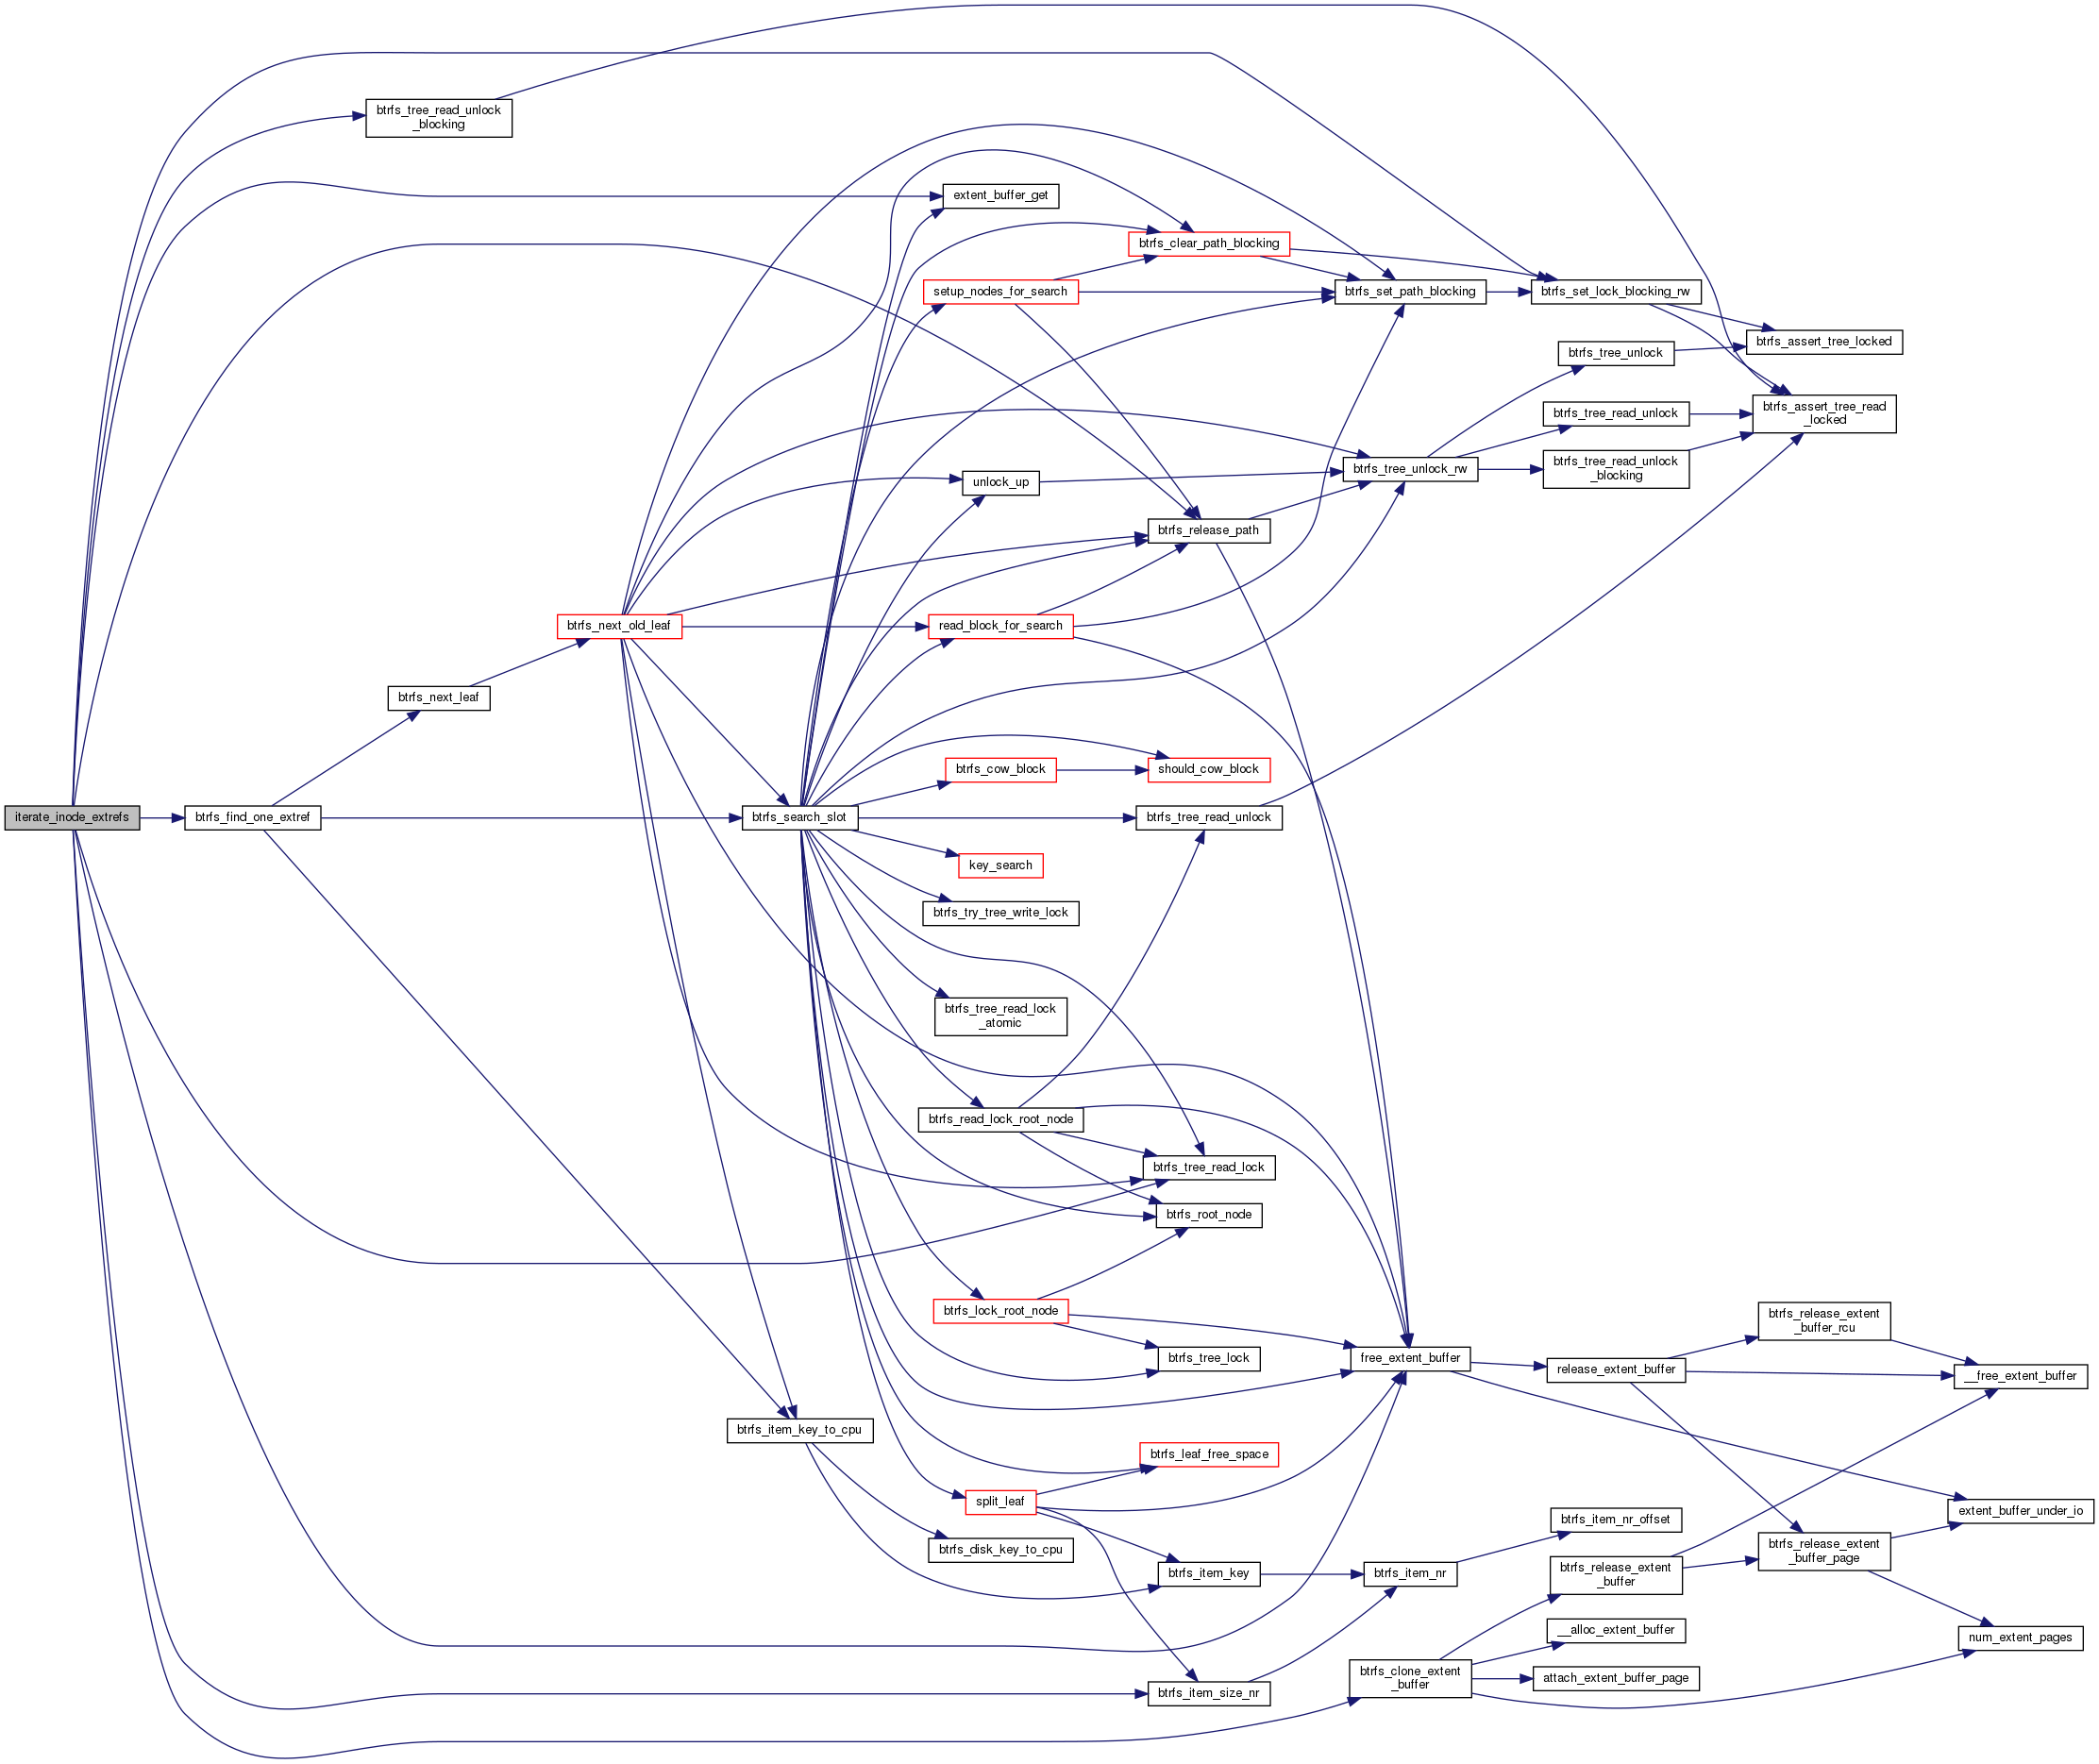 btrfs_tree_read_unlock
_blocking
extent_buffer_get
btrfs_clear_path_blocking
setup_nodes_for_search
btrfs_set_path_blocking
btrfs_set_lock_blocking_rw
btrfs_assert_tree_locked
btrfs_tree_unlock
btrfs_assert_tree_read
_locked
btrfs_tree_read_unlock
btrfs_tree_unlock_rw
btrfs_tree_read_unlock
_blocking
unlock_up
btrfs_release_path
btrfs_next_old_leaf
read_block_for_search
btrfs_next_leaf
btrfs_cow_block
should_cow_block
iterate_inode_extrefs
btrfs_find_one_extref
btrfs_search_slot
btrfs_tree_read_unlock
key_search
btrfs_try_tree_write_lock
btrfs_tree_read_lock
_atomic
btrfs_read_lock_root_node
btrfs_tree_read_lock
btrfs_root_node
btrfs_lock_root_node
btrfs_tree_lock
free_extent_buffer
release_extent_buffer
btrfs_release_extent
_buffer_rcu
__free_extent_buffer
btrfs_item_key_to_cpu
btrfs_leaf_free_space
split_leaf
extent_buffer_under_io
btrfs_item_nr_offset
btrfs_disk_key_to_cpu
btrfs_release_extent
_buffer_page
btrfs_item_key
btrfs_item_nr
btrfs_release_extent
_buffer
__alloc_extent_buffer
num_extent_pages
btrfs_clone_extent
_buffer
attach_extent_buffer_page
btrfs_item_size_nr